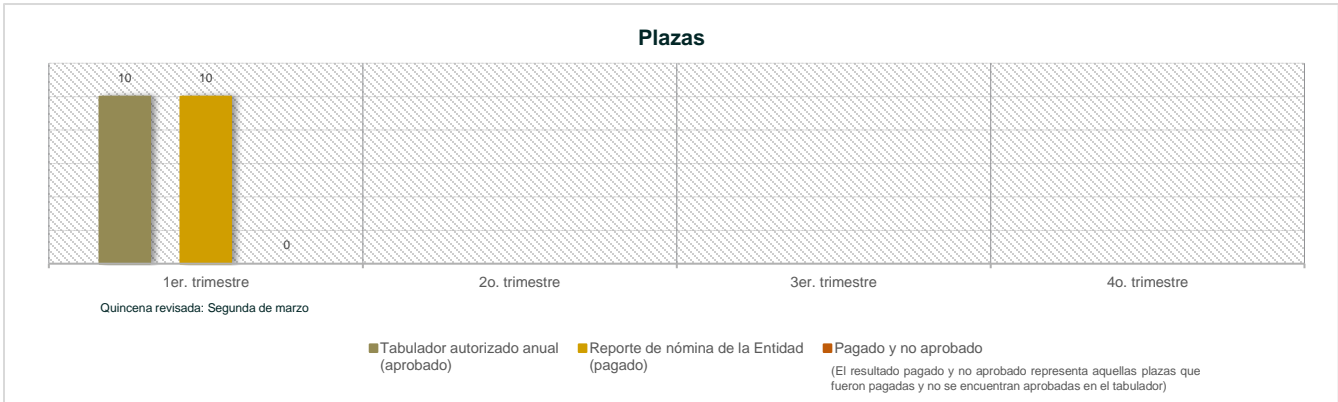 Plazas
10
10
0
1er. trimestre
2o. trimestre
3er. trimestre
4o. trimestre
Quincena revisada: Segunda de marzo
Tabulador autorizado anual
(aprobado)
Reporte de nómina de la Entidad
(pagado)
Pagado y no aprobado
(El resultado pagado y no aprobado representa aquellas plazas que
fueron pagadas y no se encuentran aprobadas en el tabulador)